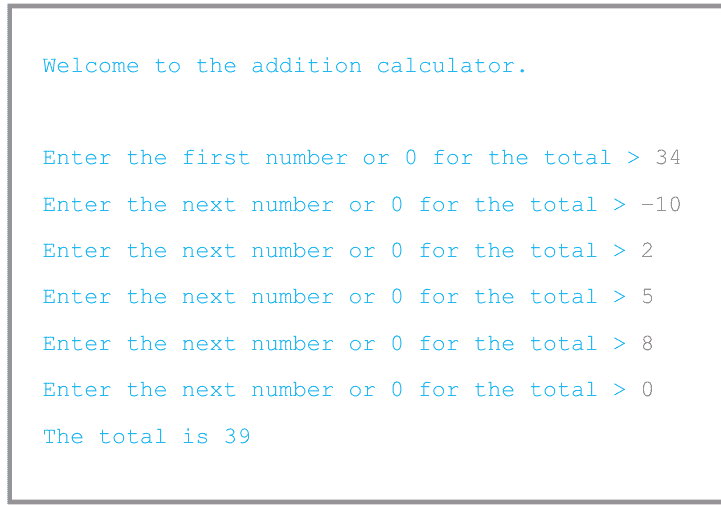 Welcome to the addition calculator.
Enter the first number or 0 for the total > 34
Enter the next number or 0 for the total > -10
Enter the next number or 0 for the total > 2
Enter the next number or 0 for the total > 5
Enter the next number or 0 for the total > 8
Enter the next number or 0 for the total > 0
The total is 39